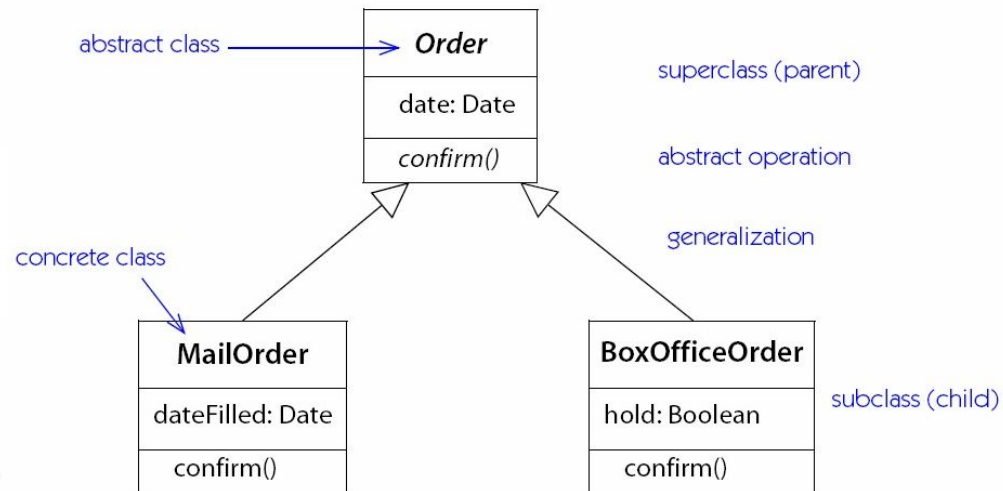 abstract class
Order
superclass (parent)
date: Date
confirm()
abstract operation
generalization
concrete class
MailOrder
BoxOfficeOrder
dateFilled: Date
hold: Boolean
subclass (child)
confirm()
confirm()